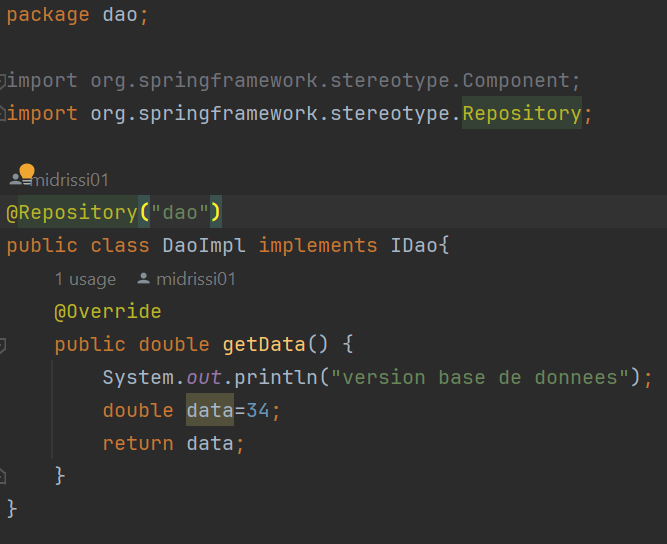 package dao;
import org.springframework.stereotype.Component;
import org.springframework.stereotype.Repository;
midrissi01
@Repository("dao")
public class DaoImpl implements IDao{
1 usage midrissi01
@Override
public double getData() {
System.out.println("version base de donnees");
double data=34;
return data;
}
}